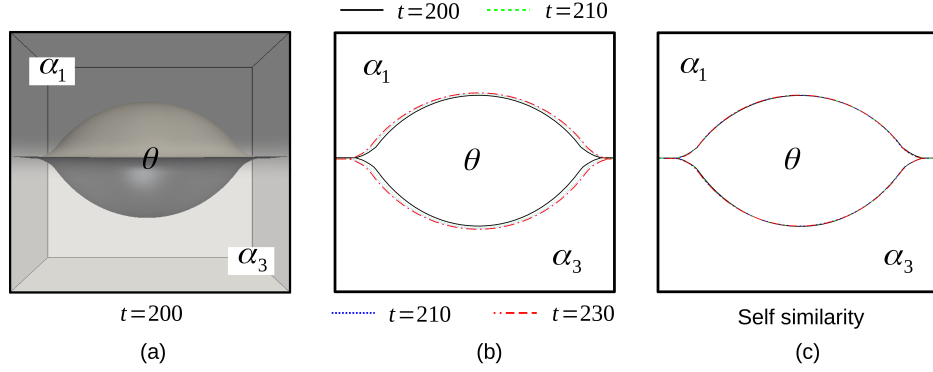 t=200 t=210
α1 α1 α1
θ θ θ
α3 α3 α3
t=200 t=210 t=230 Self similarity
(a) (b) (c)